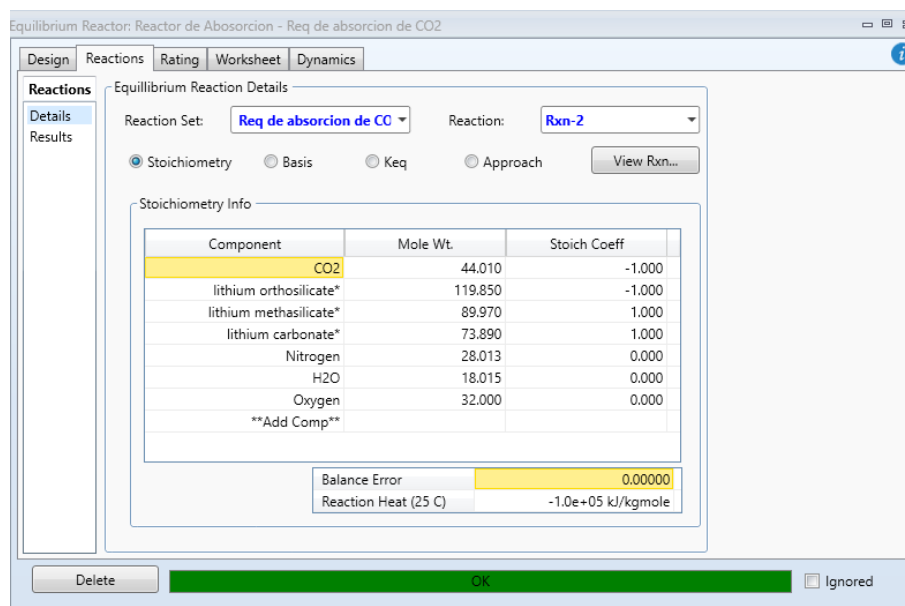 Equilibrium Reactor: Reactor de Abosorcion - Req de absorcion de CO2
Design Reactions Rating Worksheet Dynamics
Reactions
Details
Results
Equillibrium Reaction Details
Reaction Set: Req de absorcion de CO Reaction: Rxn-2
Stoichiometry Basis Keq Approach View Rxn...
Stoichiometry Info
Component Mole Wt. Stoich Coeff
CO2 44.010 -1.000
lithium orthosilicate* 119.850 -1.000
lithium methasilicate* 89.970 1.000
lithium carbonate* 73.890 1.000
Nitrogen 28.013 0.000
H2O 18.015 0.000
Oxygen 32.000 0.000
**Add Comp**
Balance Error 0.00000
Reaction Heat (25 C) -1.0e+05 kJ/kgmole
Delete OK Ignored